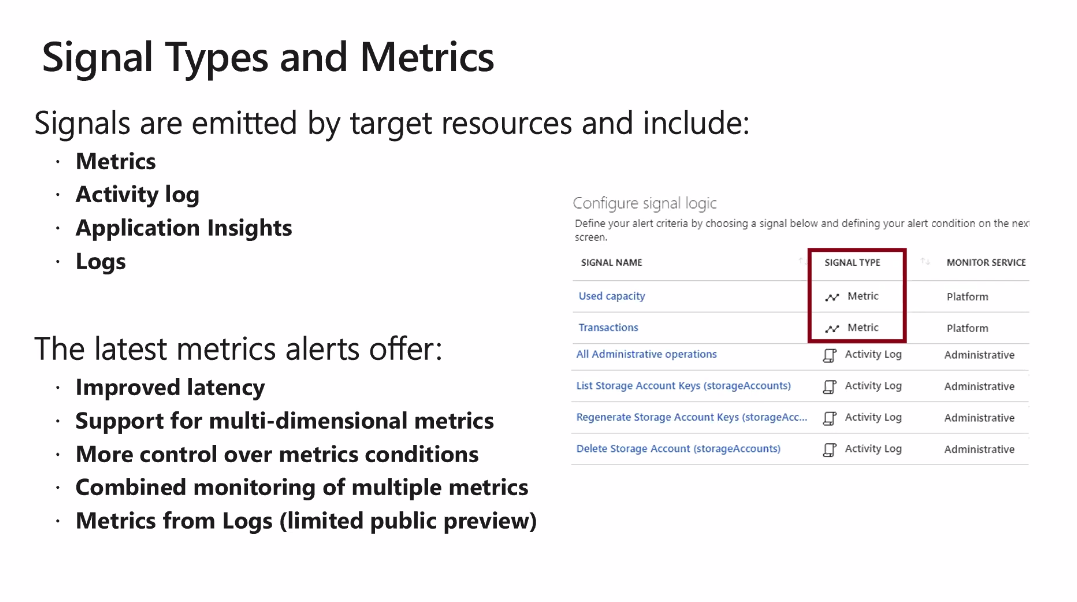 Signal Types and Metrics
Signals are emitted by target resources and include:
· Metrics
· Activity log
· Application Insights
· Logs
The latest metrics alerts offer:
· Improved latency
· Support for multi-dimensional metrics
· More control over metrics conditions
· Combined monitoring of multiple metrics
· Metrics from Logs (limited public preview)
Configure signal logic
Define your alert criteria by choosing a signal below and defining your alert condition on the next
screen.
SIGNAL NAME SIGNAL TYPE MONITOR SERVICE
Used capacity Metric Platform
Transactions Metric Platform
All Administrative operations Activity Log Administrative
List Storage Account Keys (storageAccounts) Activity Log Administrative
Regenerate Storage Account Keys (storageAcc... Activity Log Administrative
Delete Storage Account (storageAccounts) Activity Log Administrative